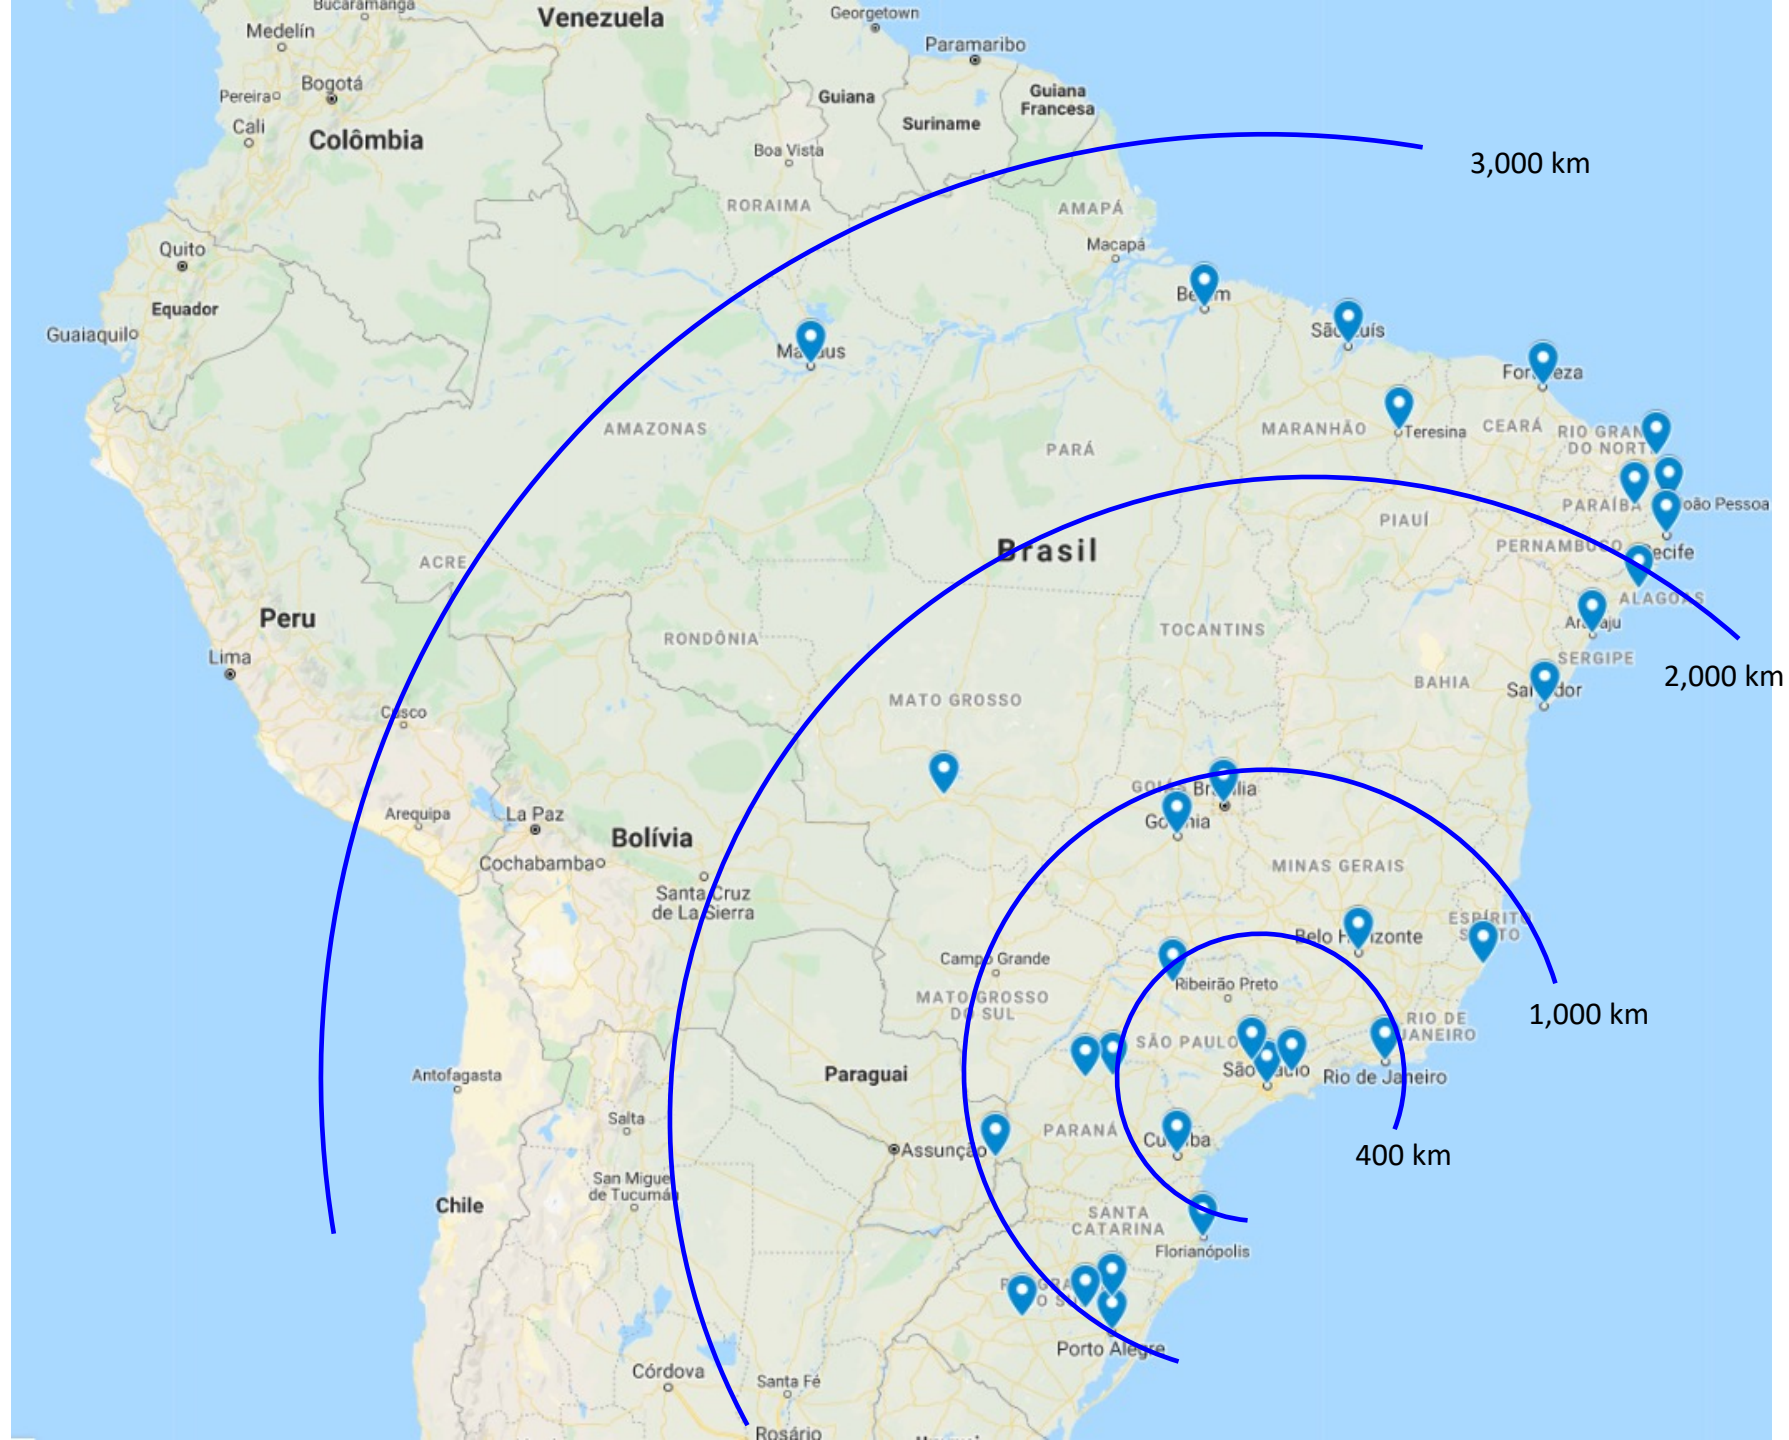 Bucaramanga
Venezuela
Georgetown
Medellín
Paramaribo
Bogotá
Pereira
Guiana
Guiana
Francesa
Cali
Colômbia
Suriname
Boa Vista
3,000 km
RORAIMA
AMAPÁ
Quito
Macapá
Equador
Guaiaquil
AMAZONAS
MARANHÃO
Teresina
CEARÁ
PARÁ
PARAÍBA
PIAUÍ
Brasil
PERNAMBUCO
ACRE
ALAGOAS
Peru
RONDÔNIA
TOCANTINS
Lima
SERGIPE
2,000 km
BAHIA
MATO GROSSO
Cusco
Arequipa
La Paz
Bolívia
Cochabamba
MINAS GERAIS
Santa Cruz
de La Sierra
Campo Grande
Ribeirão Preto
MATO GROSSO
DO SUL
1,000 km
RIO DE
JANEIRO
SÃO PAULO
Antofagasta
Paraguai
Rio de Janeiro
Salta
PARANÁ
Assunção
400 km
San Miguel
de Tucumán
Chile
SANTA
CATARINA
Florianópolis
Porto Alegre
Córdova
Santa Fé
Rosário